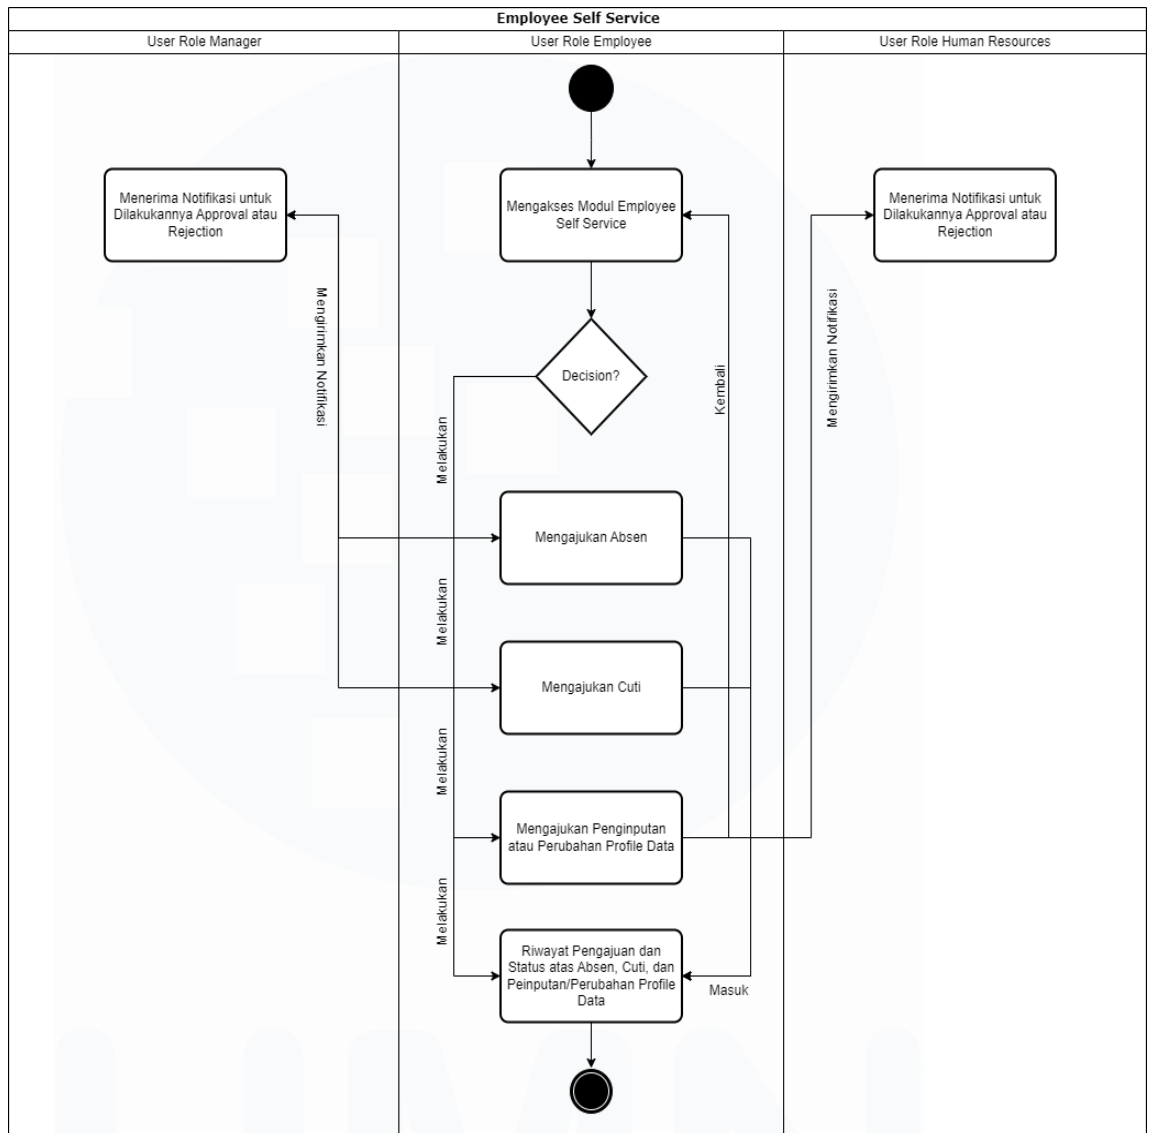 Employee Self Service
User Role Manager
User Role Employee
User Role Human Resources
Menerima Notifikasi untuk
Dilakukannya Approval atau
Rejection
Mengakses Modul Employee
Self Service
Menerima Notifikasi untuk
Dilakukannya Approval atau
Rejection
Mengirimkan Notifikasi
Decision?
Kembali
Mengirimkan Notifikasi
Melakukan
Mengajukan Absen
Melakukan
Mengajukan Cuti
Melakukan
Mengajukan Penginputan
atau Perubahan Profile Data
Melakukan
Riwayat Pengajuan dan
Status atas Absen, Cuti, dan
Peinputan/Perubahan Profile
Data
Masuk
UMN